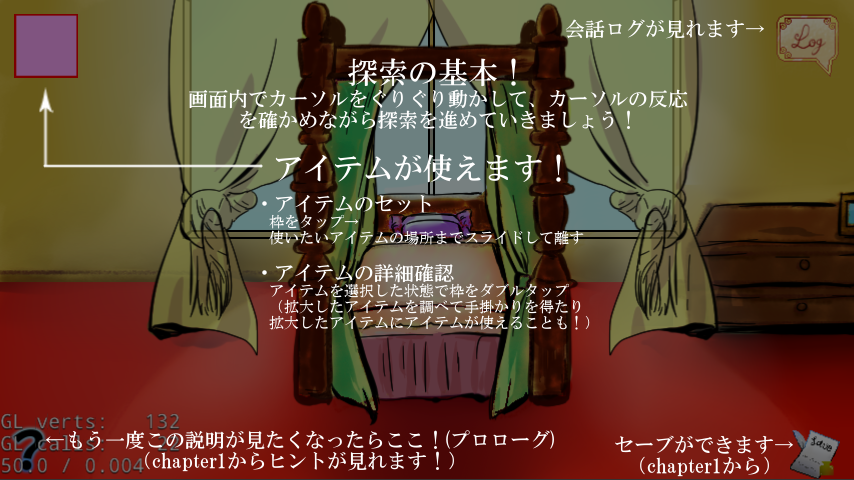 会話ログが見れます→
Log
探索の基本！
画面内でカーソルをぐりぐり動かして、カーソルの反応
を確かめながら探索を進めていきましょう！
アイテムが使えます！
・アイテムのセット
枠をタップ→
使いたいアイテムの場所までスライドして離す
・アイテムの詳細確認
アイテムを選択した状態で枠をダブルタップ
（拡大したアイテムを調べて手掛かりを得たり
拡大したアイテムにアイテムが使えることも！）
GL verts: 132
GL calls: 22
50.0 / 0.004
?
←もう一度この説明が見たくなったらここ！(プロローグ)
（chapter1からヒントが見れます！）
セーブができます→
（chapter1から）